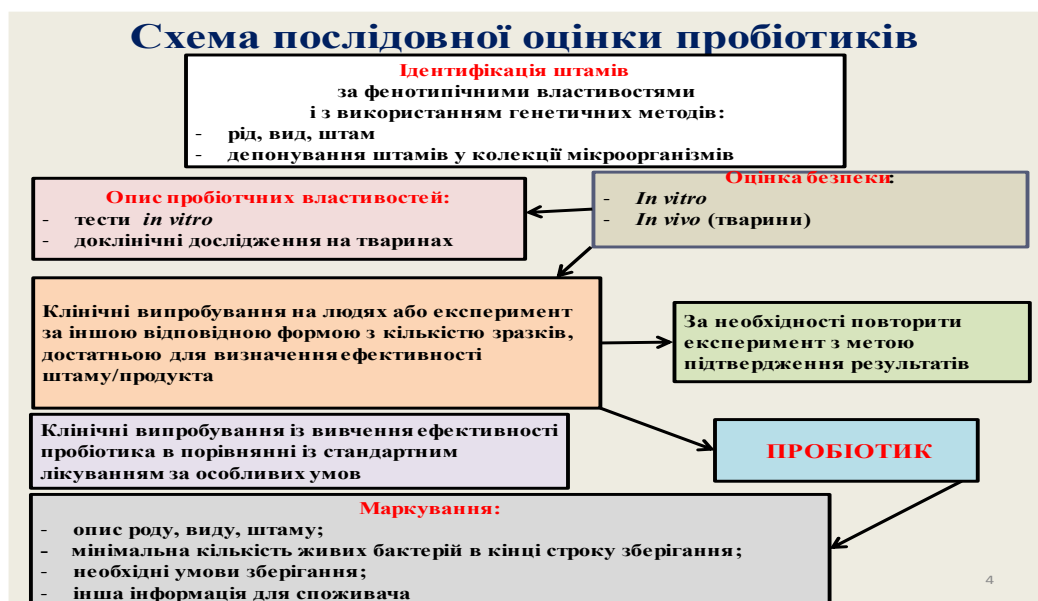 Схема послідовної оцінки пробіотиків
Ідентифікація штамів
за фенотипічними властивостями
і з використанням генетичних методів:
- рід, вид, штам
- депонування штамів у колекції мікроорганізмів
Опис пробіотчних властивостей:
- тести in vitro
- доклінічні дослідження на тваринах
Оцінка безпеки:
- In vitro
- In vivo (тварини)
Клінічні випробування на людях або експеримент
за іншою відповідною формою з кількістю зразків,
достатньою для визначення ефективності
штаму/продукта
За необхідності повторити
експеримент з метою
підтвердження результатів
Клінічні випробування із вивчення ефективності
пробіотика в порівнянні із стандартним
лікуванням за особливих умов
ПРОБІОТИК
Маркування:
- опис роду, виду, штаму;
- мінімальна кількість живих бактерій в кінці строку зберігання;
- необхідні умови зберігання;
- інша інформація для споживача
4